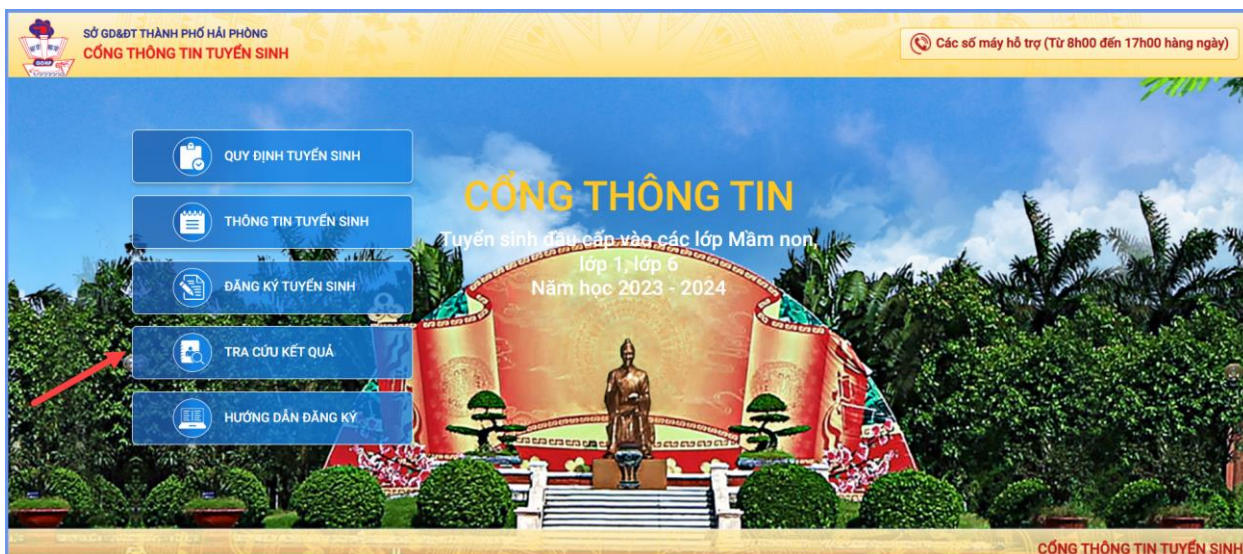 SỞ GD&ĐT THÀNH PHỐ HẢI PHÒNG
CỔNG THÔNG TIN TUYỂN SINH
Các số máy hỗ trợ (Từ 8h00 đến 17h00 hàng ngày)
QUY ĐỊNH TUYỂN SINH
THÔNG TIN TUYỂN SINH
ĐĂNG KÝ TUYỂN SINH
TRA CỨU KẾT QUẢ
HƯỚNG DẪN ĐĂNG KÝ
CỔNG THÔNG TIN
Tuyển sinh đầu cấp vào các lớp Mầm non,
lớp 1, lớp 6
Năm học 2023 - 2024
CỔNG THÔNG TIN TUYỂN SINH